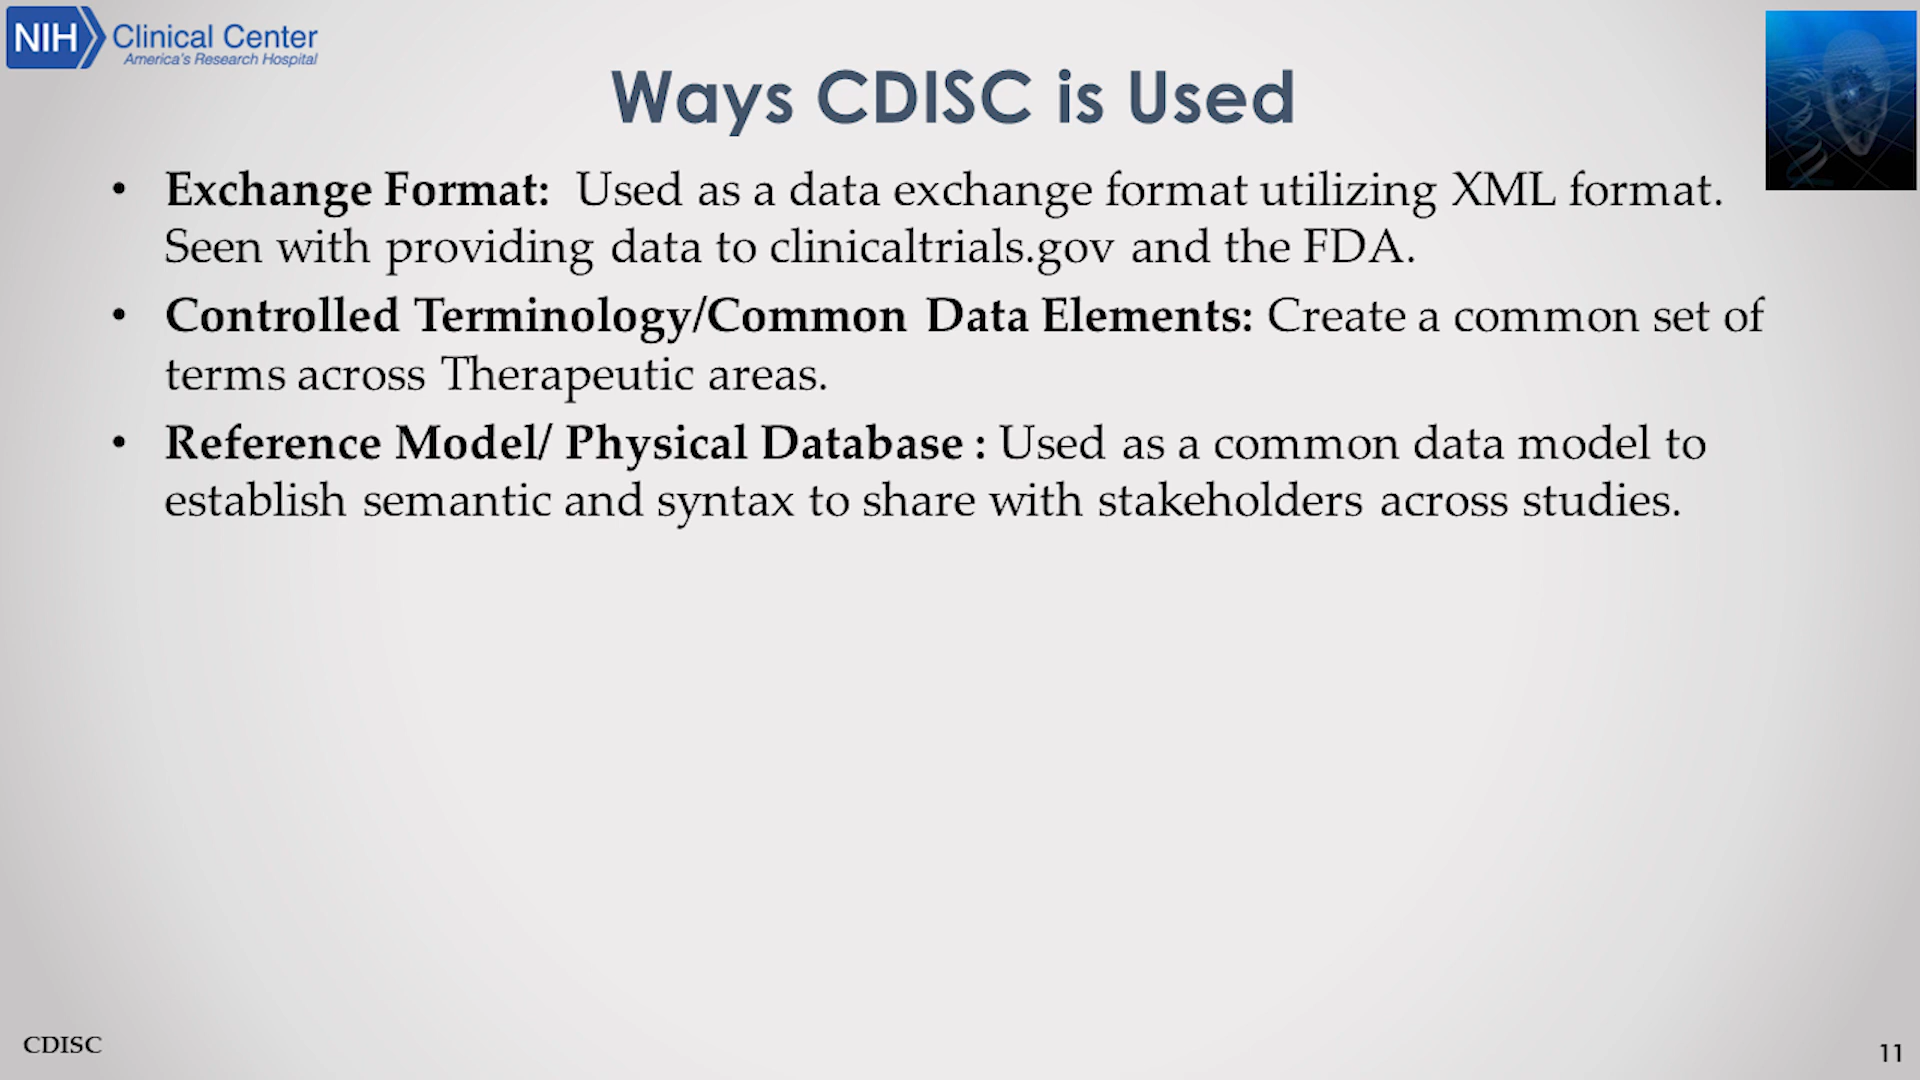 NIH Clinical Center
America's Research Hospital
Ways CDISC is Used
• Exchange Format: Used as a data exchange format utilizing XML format.
Seen with providing data to clinicaltrials.gov and the FDA.
• Controlled Terminology/Common Data Elements: Create a common set of
terms across Therapeutic areas.
• Reference Model/ Physical Database : Used as a common data model to
establish semantic and syntax to share with stakeholders across studies.
CDISC
11